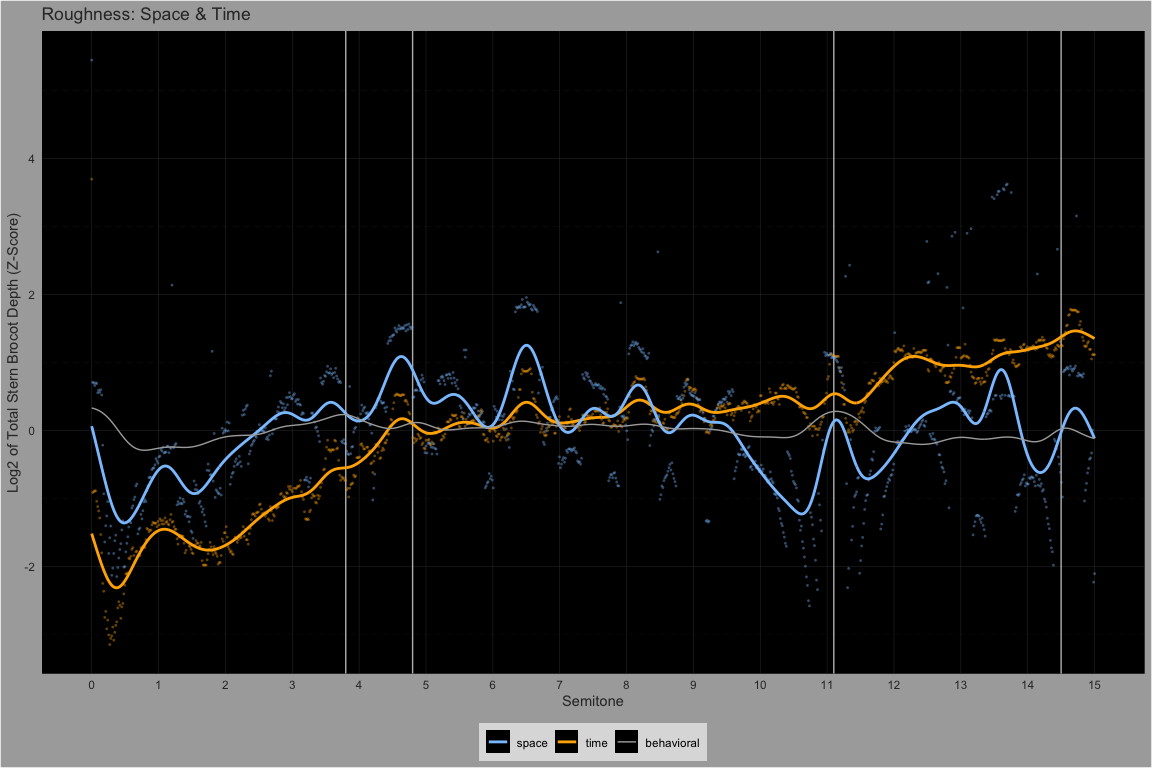 Roughness: Space & Time
Log2 of Total Stern Brocot Depth (Z-Score)
4
2
0
-2
0 1 2 3 4 5 6 7 8 9 10 11 12 13 14 15
Semitone
space time behavioral